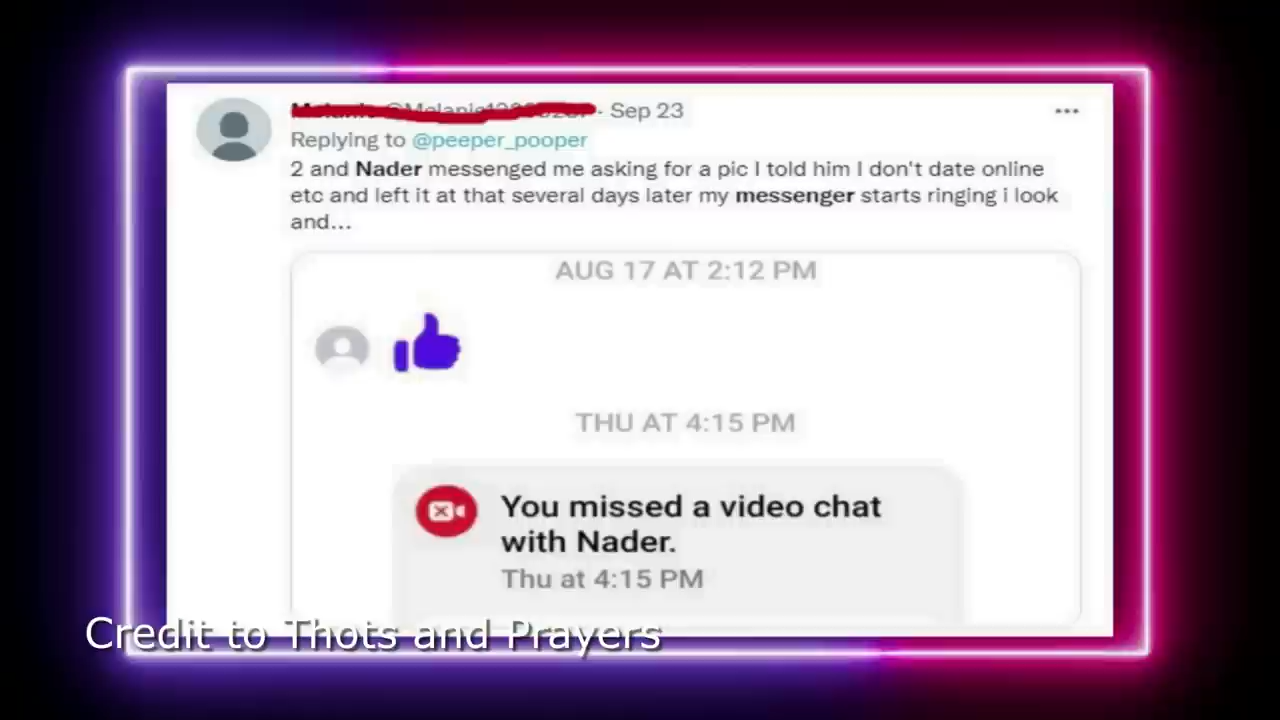 · Sep 23
Replying to @peeper_pooper
2 and Nader messenged me asking for a pic I told him I don't date online
etc and left it at that several days later my messenger starts ringing i look
and...
AUG 17 AT 2:12 PM
THU AT 4:15 PM
You missed a video chat
with Nader.
Thu at 4:15 PM
Credit to Thots and Prayers